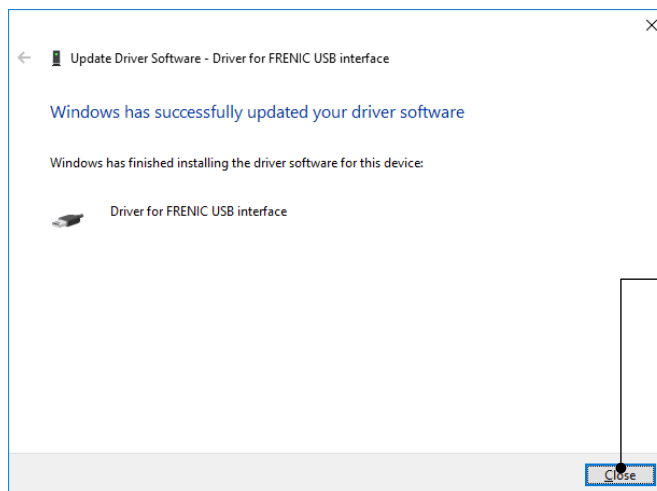 Update Driver Software - Driver for FRENIC USB interface
Windows has successfully updated your driver software
Windows has finished installing the driver software for this device:
Driver for FRENIC USB interface
Close